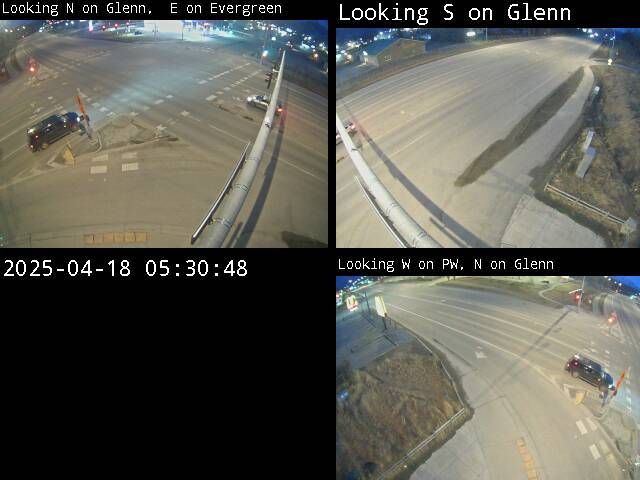 Looking N on Glenn,  E on Evergreen
Looking S on Glenn
2025-04-18 05:30:48
Looking W on PW, N on Glenn